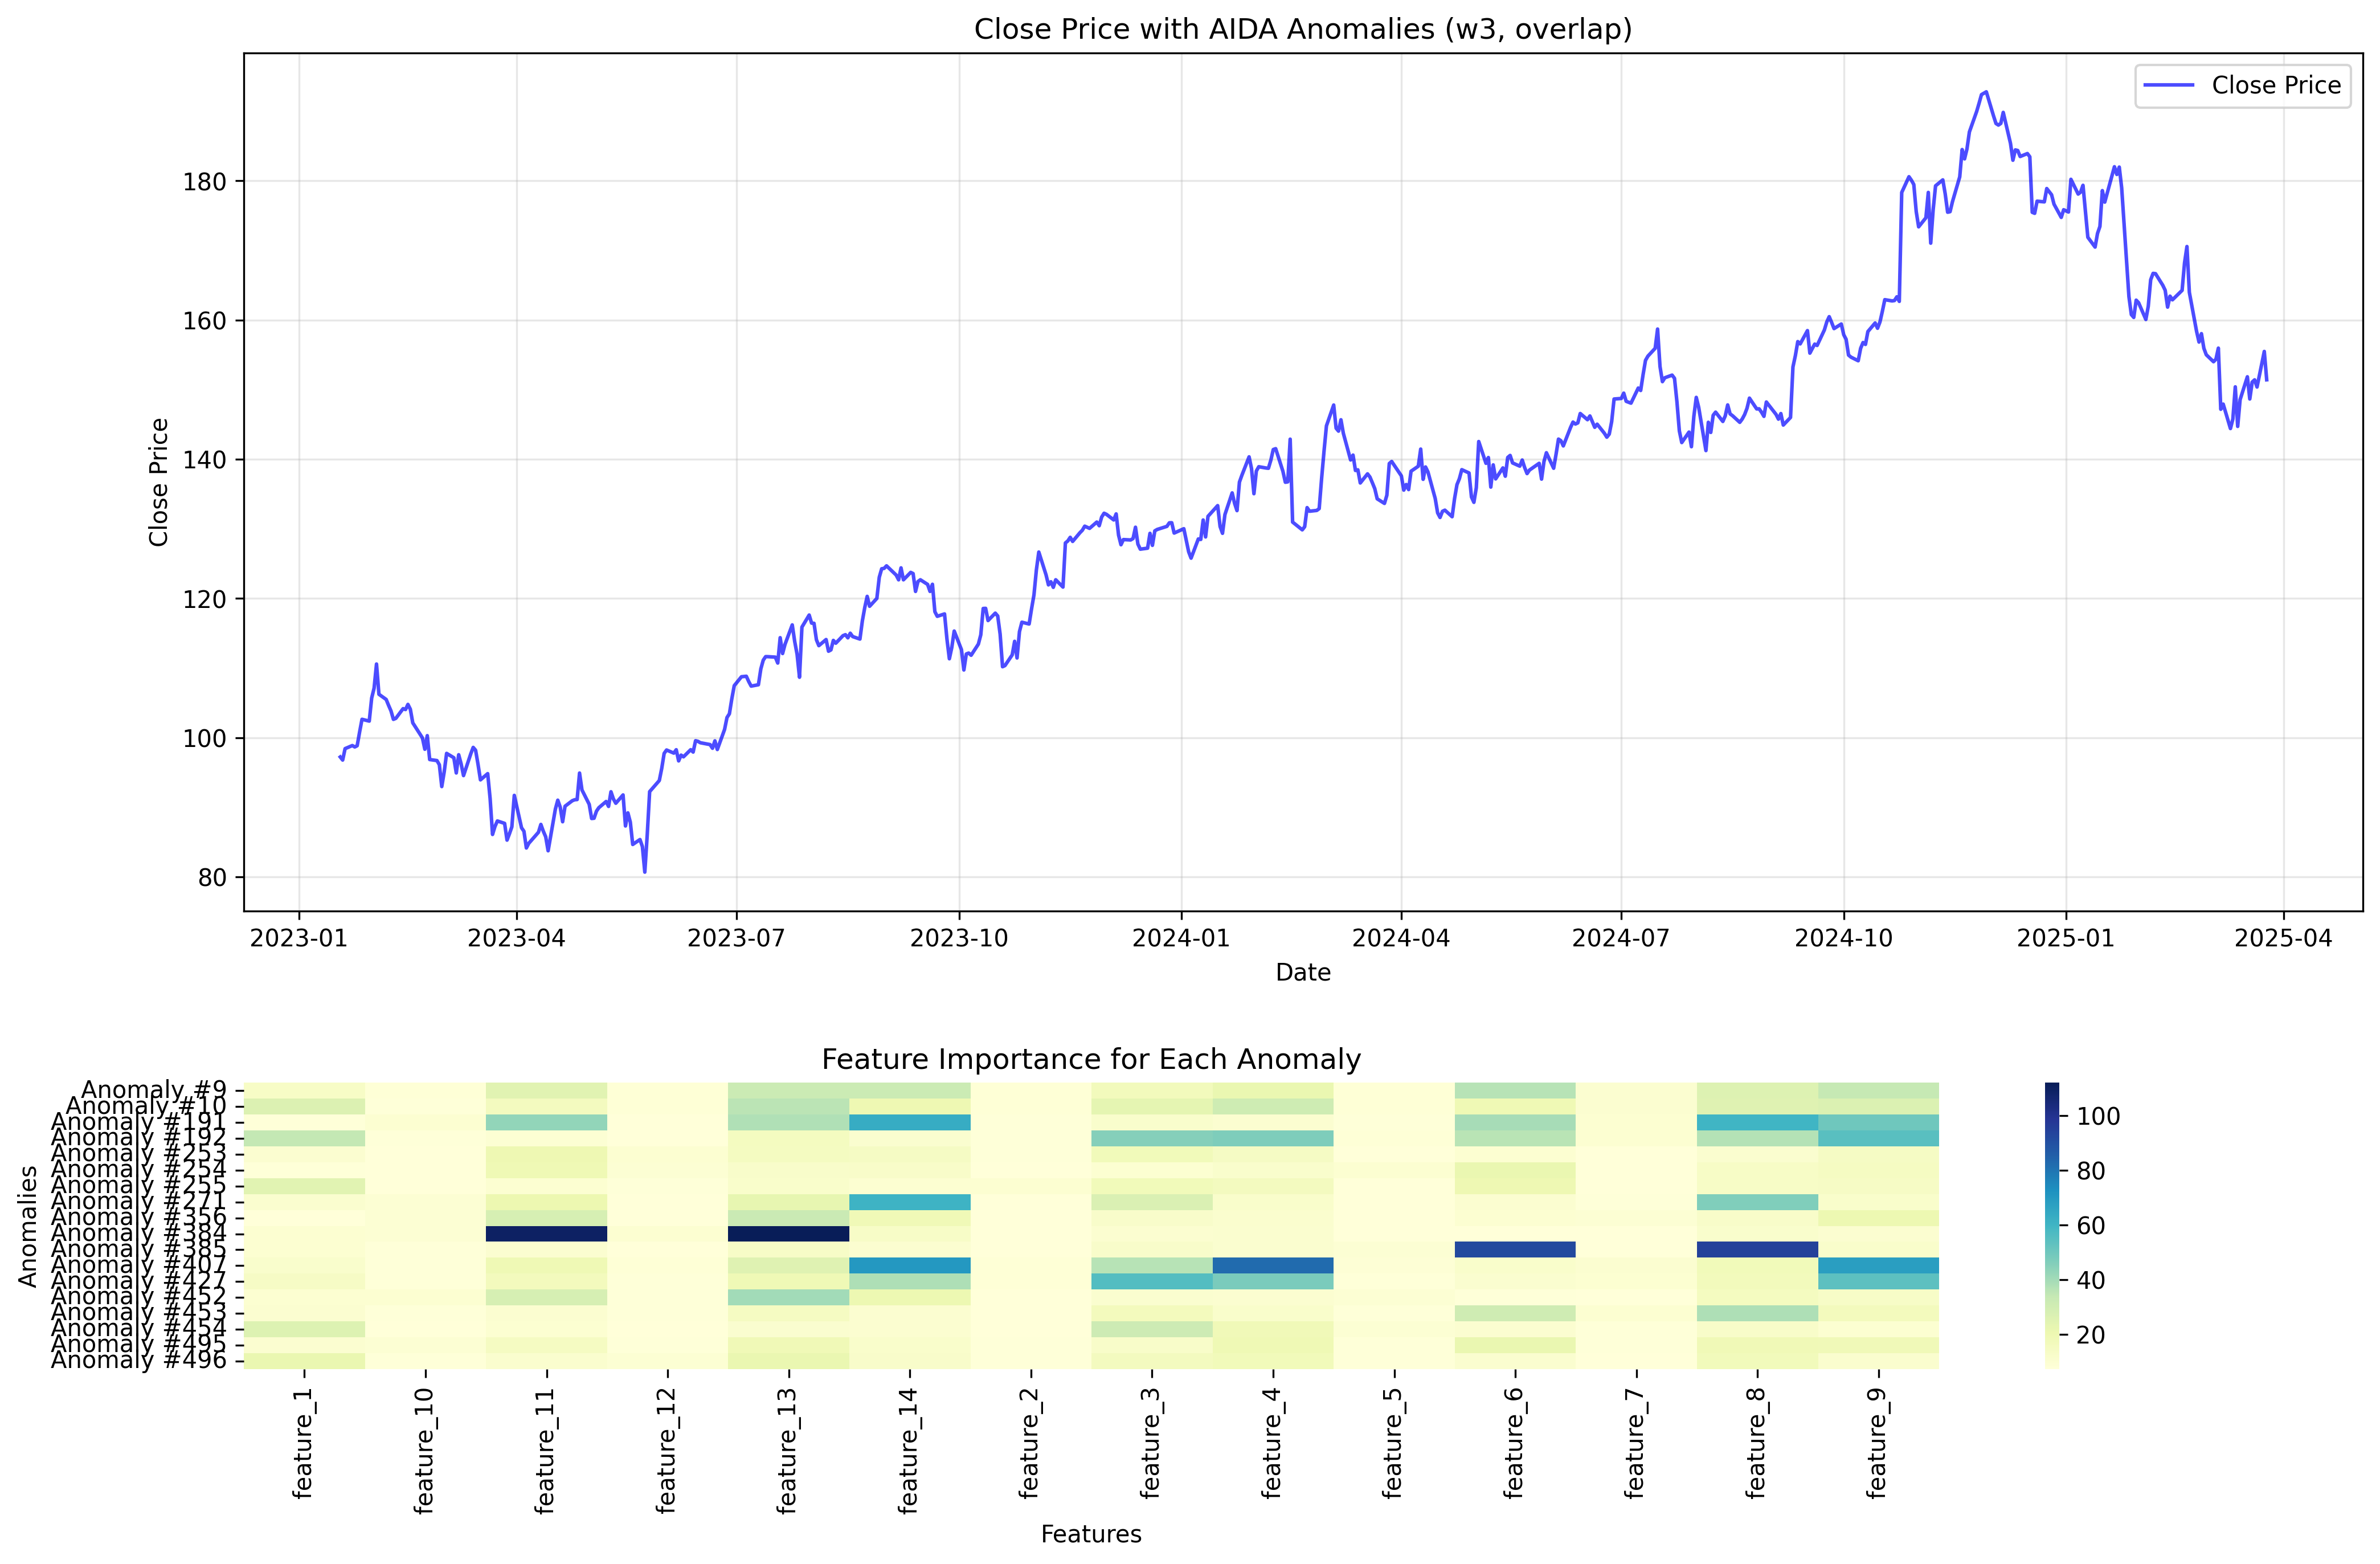 Close Price with AIDA Anomalies (w3, overlap)
Close Price
Close Price
180
160
140
120
100
80
2023-01 2023-04 2023-07 2023-10 2024-01 2024-04 2024-07 2024-10 2025-01 2025-04
Date
Feature Importance for Each Anomaly
Anomalies
Anomaly #9
Anomaly #10
Anomaly #191
Anomaly #192
Anomaly #253
Anomaly #254
Anomaly #255
Anomaly #271
Anomaly #356
Anomaly #384
Anomaly #385
Anomaly #407
Anomaly #427
Anomaly #452
Anomaly #453
Anomaly #454
Anomaly #495
Anomaly #496
100
80
60
40
20
feature_1 feature_10 feature_11 feature_12 feature_13 feature_14 feature_2 feature_3 feature_4 feature_5 feature_6 feature_7 feature_8 feature_9
Features